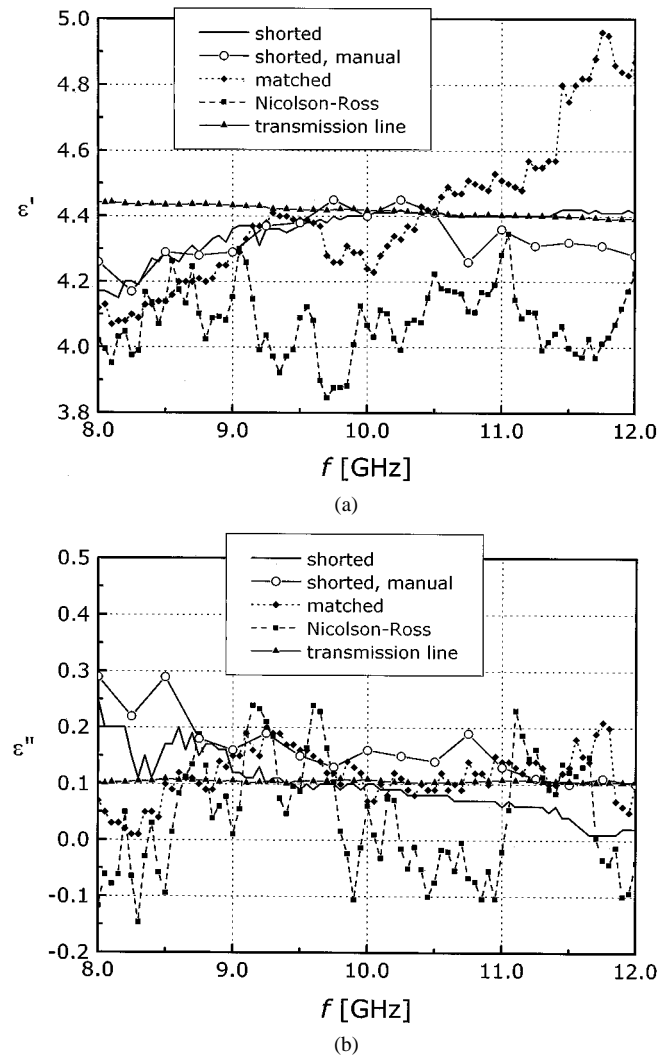 5.0
4.8
4.6
4.4
4.2
4.0
3.8
ε'
shorted
shorted, manual
matched
Nicolson-Ross
transmission line
8.0 9.0 10.0 11.0 12.0
f [GHz]
(a)
0.5
0.4
0.3
0.2
0.1
0.0
-0.1
-0.2
ε"
shorted
shorted, manual
matched
Nicolson-Ross
transmission line
8.0 9.0 10.0 11.0 12.0
f [GHz]
(b)